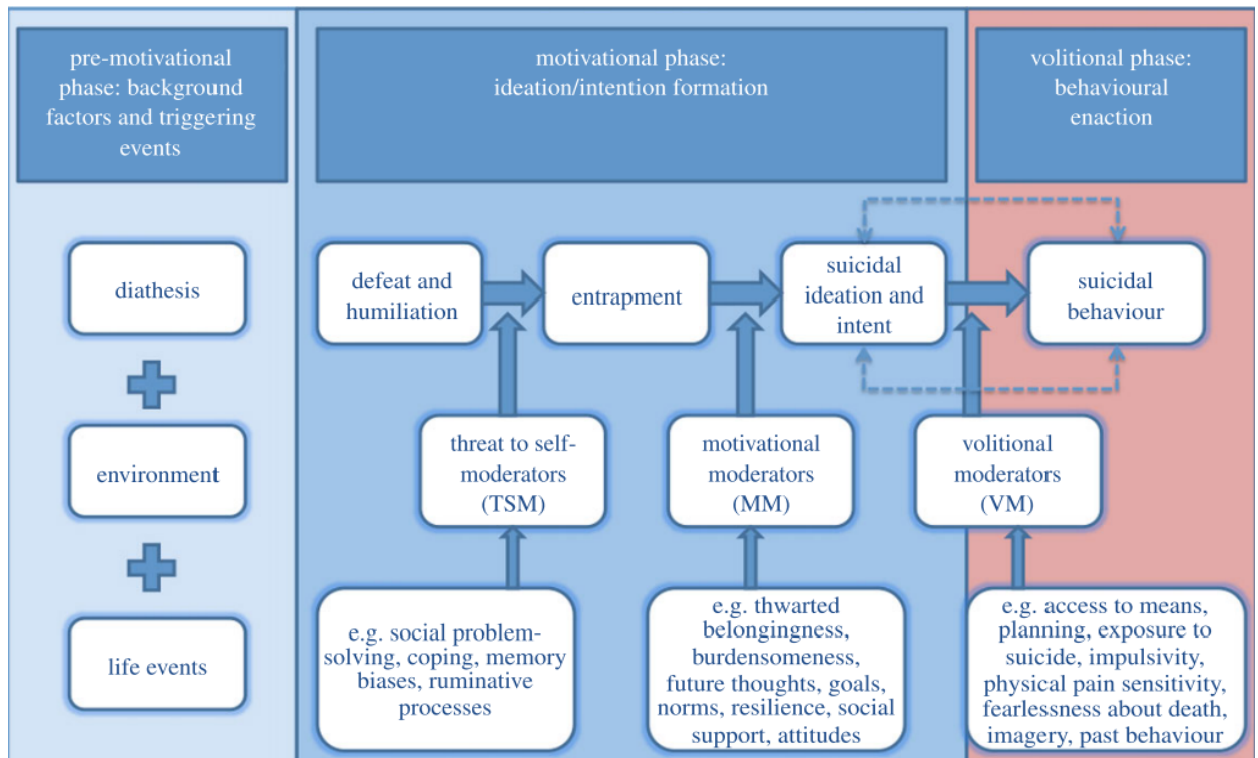 pre-motivational
phase: background
factors and triggering
events
motivational phase:
ideation/intention formation
volitional phase:
behavioural
enaction
diathesis
environment
life events
defeat and
humiliation
entrapment
suicidal
ideation and
intent
suicidal
behaviour
threat to self-
moderators
(TSM)
motivational
moderators
(MM)
volitional
moderators
(VM)
e.g. social problem-
solving, coping, memory
biases, ruminative
processes
e.g. thwarted
belongingness,
burdensomeness,
future thoughts, goals,
norms, resilience, social
support, attitudes
e.g. access to means,
planning, exposure to
suicide, impulsivity,
physical pain sensitivity,
fearlessness about death,
imagery, past behaviour